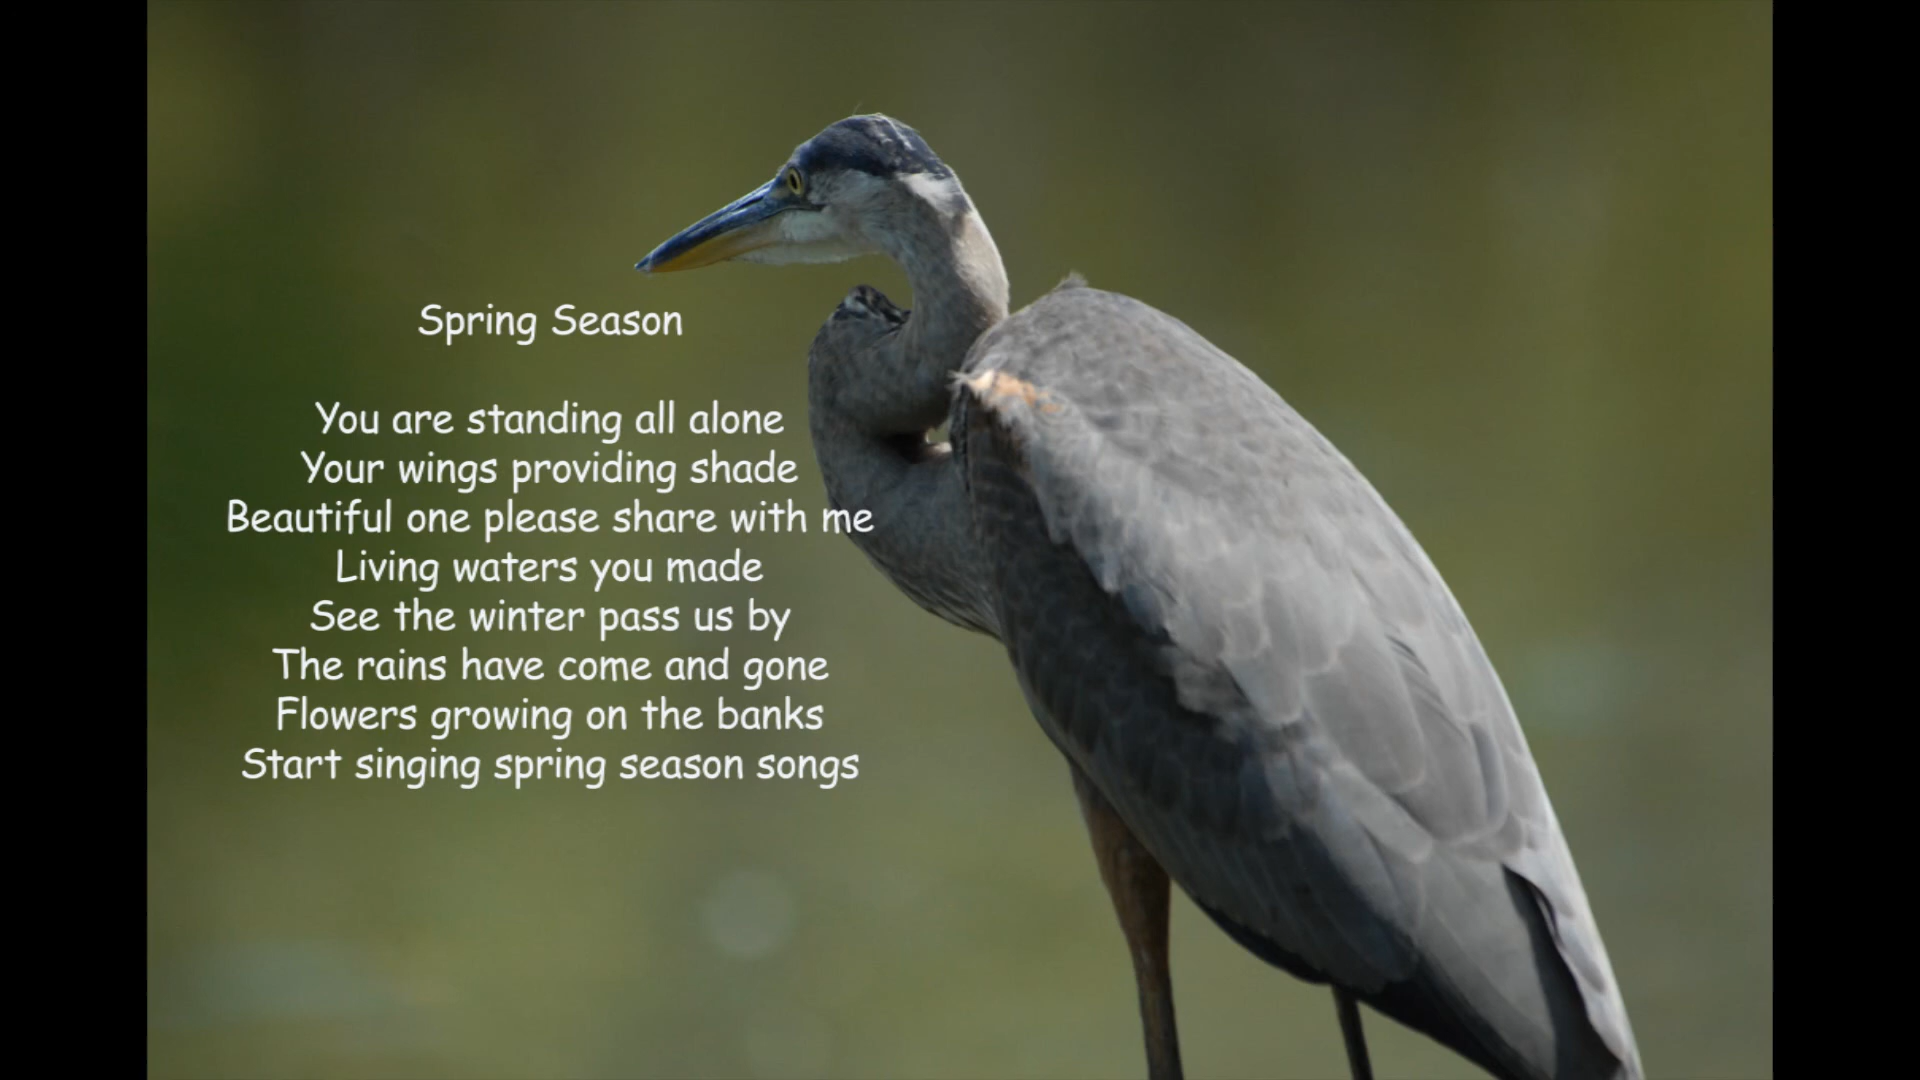 Spring Season
You are standing all alone
Your wings providing shade
Beautiful one please share with me
Living waters you made
See the winter pass us by
The rains have come and gone
Flowers growing on the banks
Start singing spring season songs